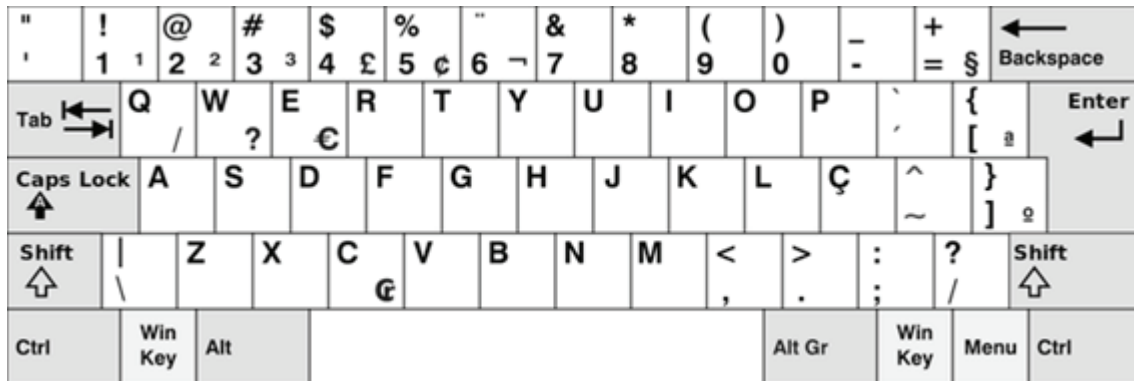 " ! @ # $ % ¨ & * ( ) _ +
' 1 ¹ 2 ² 3 ³ 4 £ 5 ¢ 6 ¬ 7 8 9 0 - = § Backspace
Tab Q W E R T Y U I O P ` { Enter
/ ? € ´ [ ª
Caps Lock A S D F G H J K L Ç ^ }
A ~ ] º
Shift | Z X C V B N M < > : ? Shift
\ ₢ , . ; /
Ctrl Win Key Alt Alt Gr Win Key Menu Ctrl